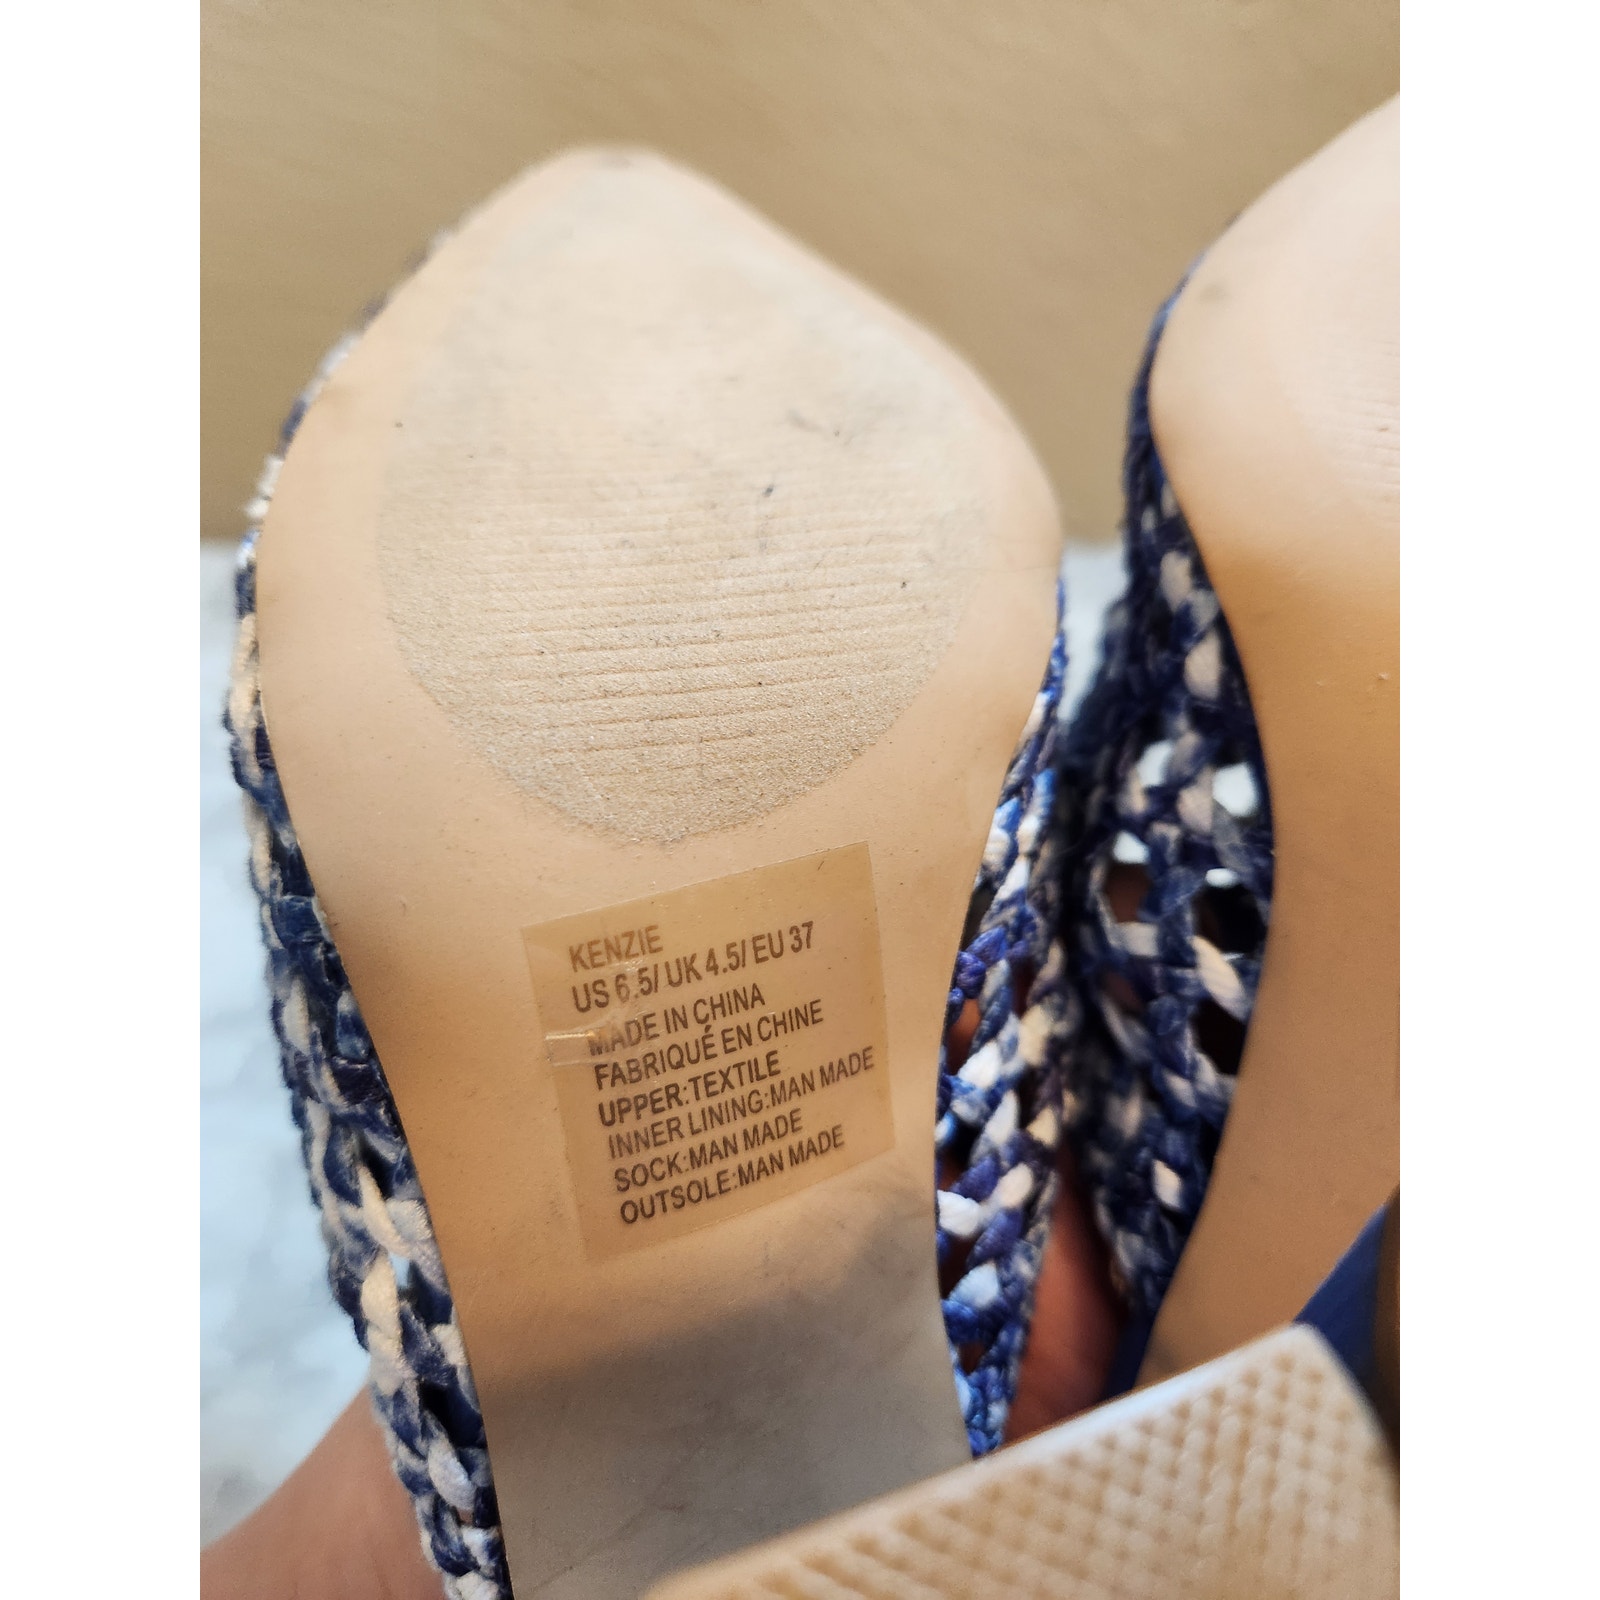 KENZIE
US 6.5/ UK 4.5/ EU 37
MADE IN CHINA
FABRIQUÉ EN CHINE
UPPER:TEXTILE
INNER LINING:MAN MADE
SOCK:MAN MADE
OUTSOLE:MAN MADE